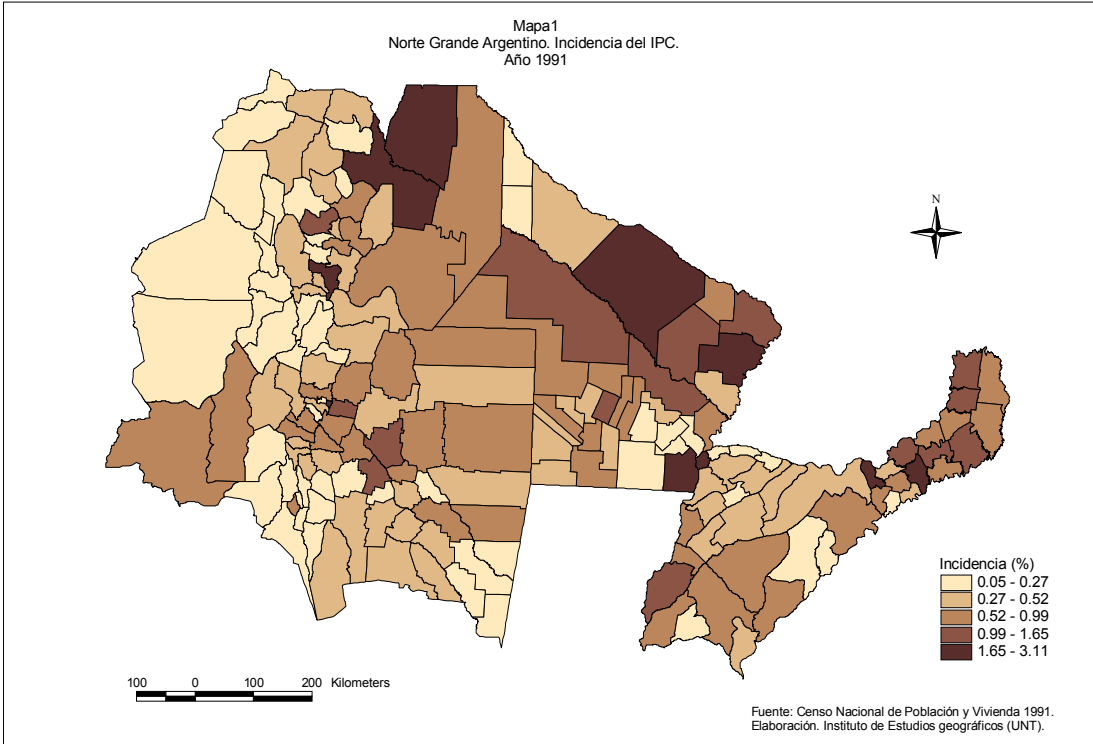 Mapa1
Norte Grande Argentino. Incidencia del IPC.
Año 1991
N
Incidencia (%)
0.05 - 0.27
0.27 - 0.52
0.52 - 0.99
0.99 - 1.65
1.65 - 3.11
100 0 100 200 Kilometers
Fuente: Censo Nacional de Población y Vivienda 1991.
Elaboración. Instituto de Estudios geográficos (UNT).